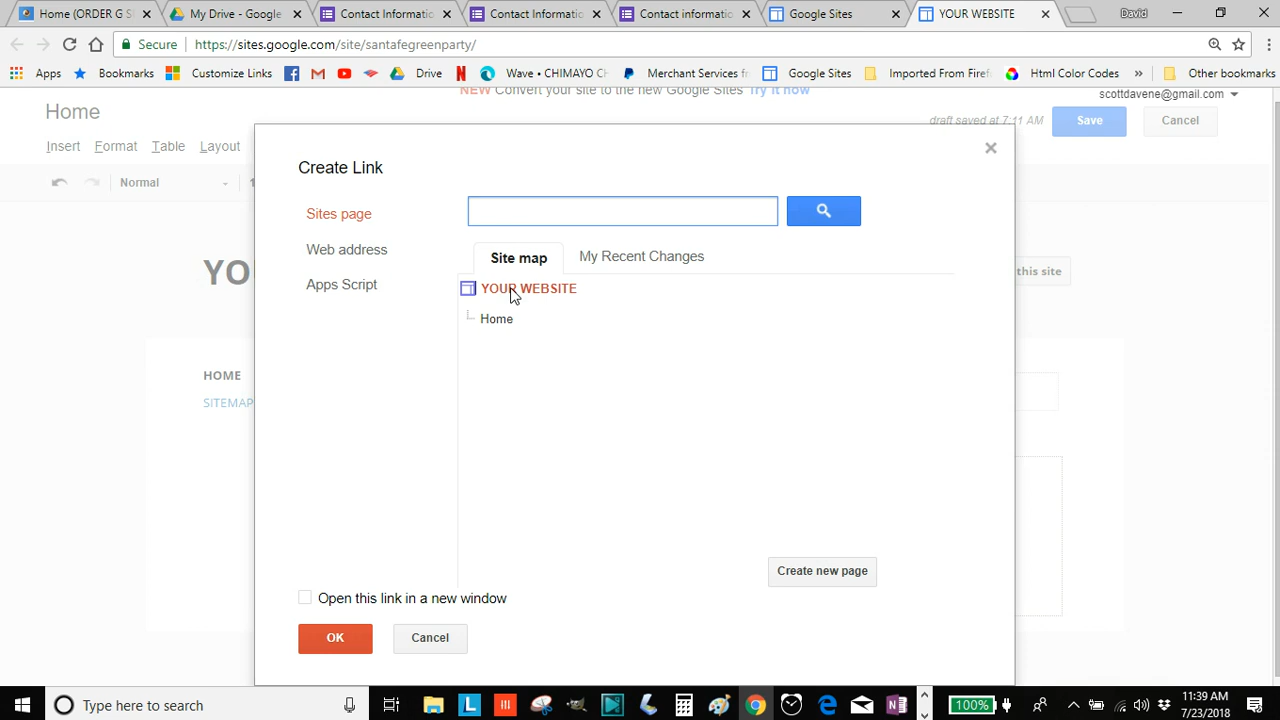 Home (ORDER G S
My Drive - Google
Contact Informatio
Contact Informatio
Contact information
Google Sites
YOUR WEBSITE
David
Secure
https://sites.google.com/site/santafegreenparty/
Apps
Bookmarks
Customize Links
Drive
Wave • CHIMAYO C
Merchant Services f
Google Sites
Imported From Firef
Html Color Codes
»
Other bookmarks
NEW Convert your site to the new Google Sites Try it now
scottdavene@gmail.com
Home
draft saved at 7:11 AM
Save
Cancel
Insert
Format
Table
Layout
Normal
YO
this site
HOME
SITEMAP
Create Link
Sites page
Web address
Apps Script
Site map
My Recent Changes
YOUR WEBSITE
Home
Create new page
Open this link in a new window
OK
Cancel
Type here to search
100%
11:39 AM
7/23/2018